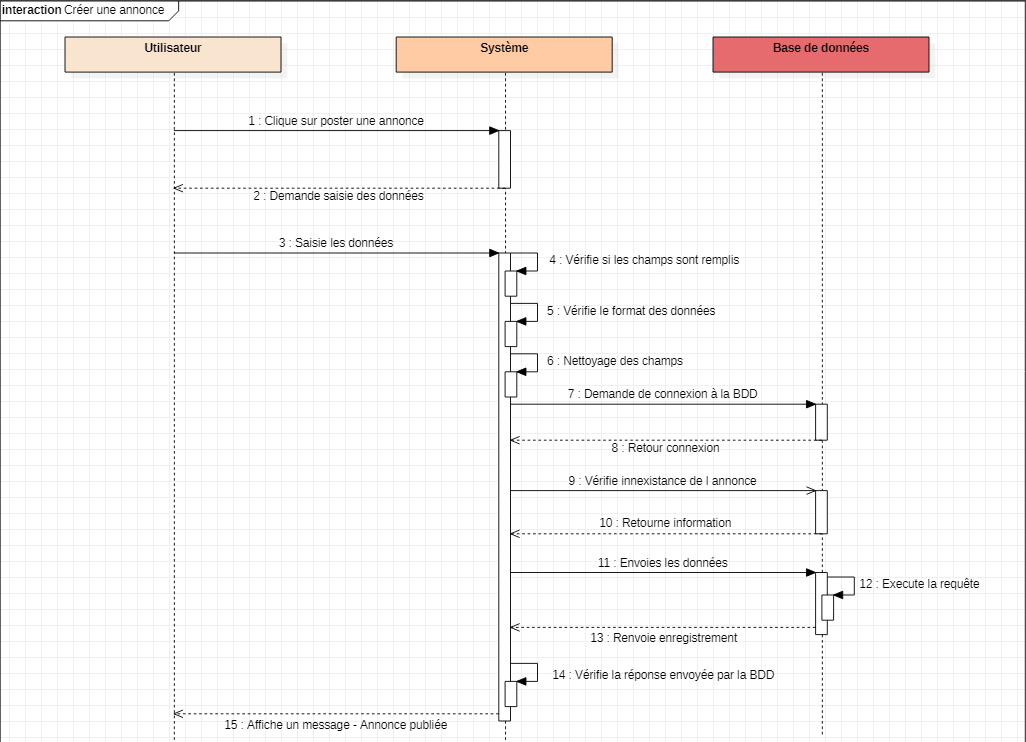 interaction Créer une annonce
Utilisateur
Système
Base de données
1 : Clique sur poster une annonce
2 : Demande saisie des données
3 : Saisie les données
4 : Vérifie si les champs sont remplis
5 : Vérifie le format des données
6 : Nettoyage des champs
7 : Demande de connexion à la BDD
8 : Retour connexion
9 : Vérifie innexistance de l annonce
10 : Retourne information
11 : Envoies les données
12 : Execute la requête
13 : Renvoie enregistrement
14 : Vérifie la réponse envoyée par la BDD
15 : Affiche un message - Annonce publiée